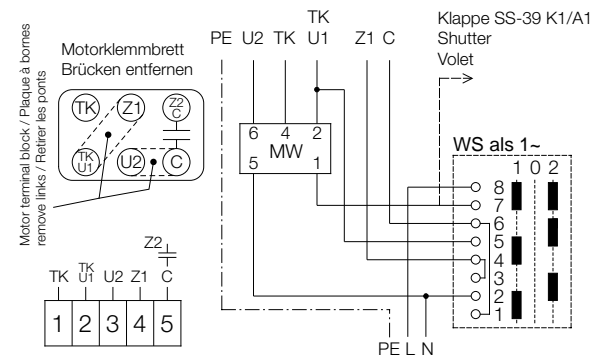 Motorklemmbrett
Brücken entfernen
TK
Z1
Z2
C
TK
U1
U2
C
Motor terminal block / Plaque à bornes
remove links / Retirer les ponts
Z2
TK
TK
U1
U2
Z1
C
1 2 3 4 5
TK
PE U2 TK U1 Z1 C
6 4 2
MW
5 1
Klappe SS-39 K1/A1
Shutter
Volet
WS als 1~
1 0 2
8
7
6
5
4
3
2
1
PE L N